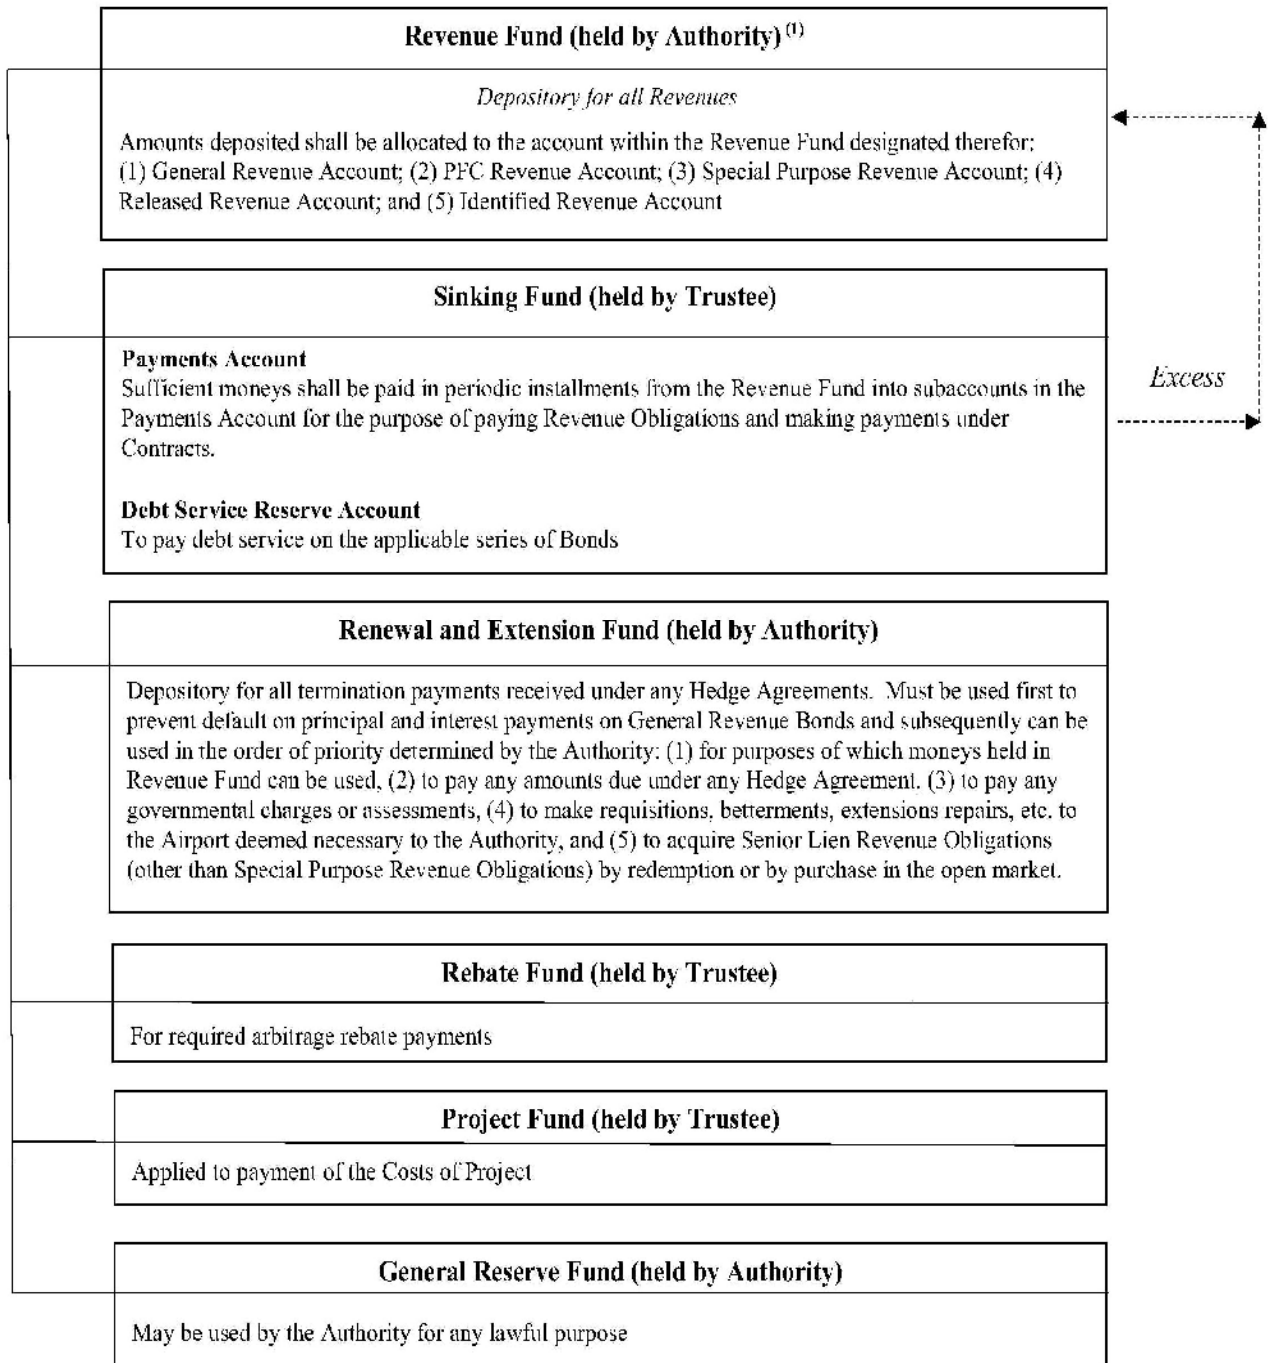 Revenue Fund (held by Authority) (1)
Depository for all Revenues
Amounts deposited shall be allocated to the account within the Revenue Fund designated therefor;
(1) General Revenue Account; (2) PFC Revenue Account; (3) Special Purpose Revenue Account; (4)
Released Revenue Account; and (5) Identified Revenue Account
Sinking Fund (held by Trustee)
Payments Account
Sufficient moneys shall be paid in periodic installments from the Revenue Fund into subaccounts in the
Payments Account for the purpose of paying Revenue Obligations and making payments under
Contracts.
Excess
Debt Service Reserve Account
To pay debt service on the applicable series of Bonds
Renewal and Extension Fund (held by Authority)
Depository for all termination payments received under any Hedge Agreements. Must be used first to
prevent default on principal and interest payments on General Revenue Bonds and subsequently can be
used in the order of priority determined by the Authority: (1) for purposes of which moneys held in
Revenue Fund can be used, (2) to pay any amounts due under any Hedge Agreement, (3) to pay any
governmental charges or assessments, (4) to make requisitions, betterments, extensions repairs, etc. to
the Airport deemed necessary to the Authority, and (5) to acquire Senior Lien Revenue Obligations
(other than Special Purpose Revenue Obligations) by redemption or by purchase in the open market.
Rebate Fund (held by Trustee)
For required arbitrage rebate payments
Project Fund (held by Trustee)
Applied to payment of the Costs of Project
General Reserve Fund (held by Authority)
May be used by the Authority for any lawful purpose